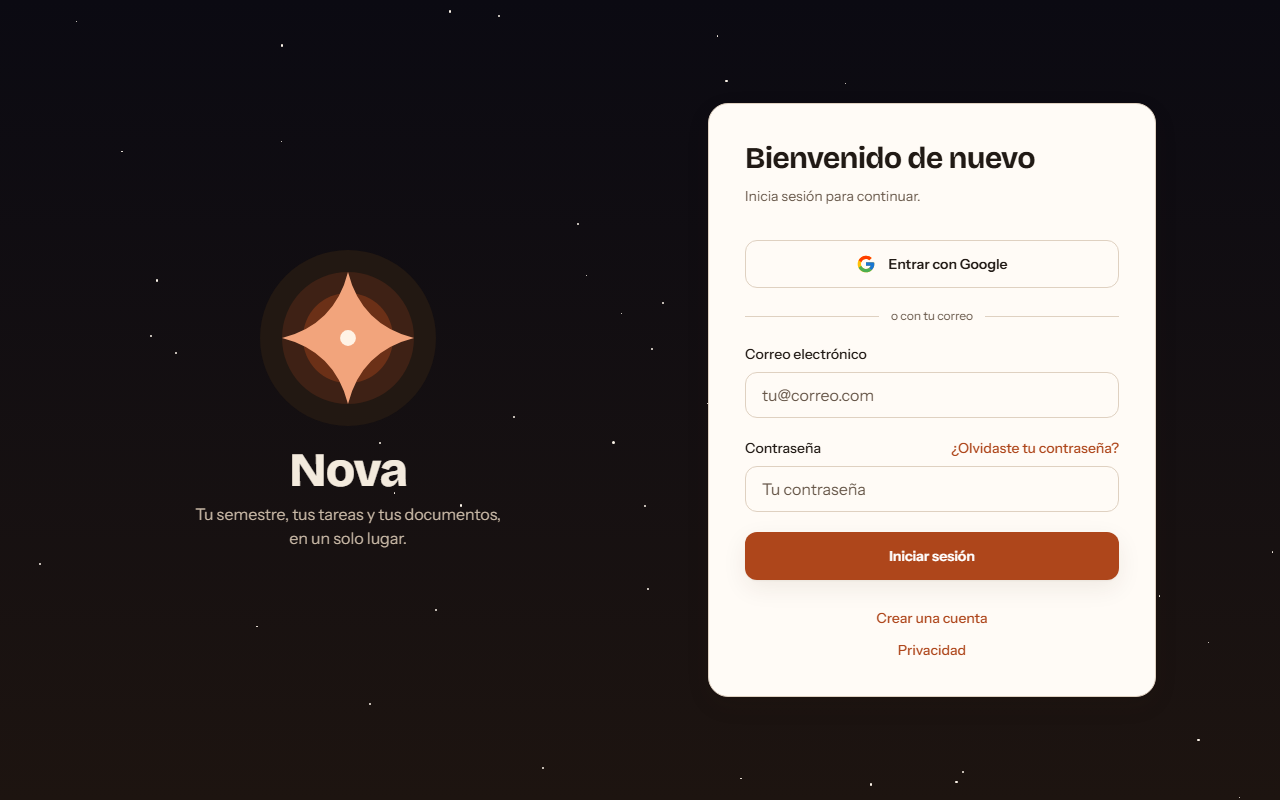 Nova
Tu semestre, tus tareas y tus documentos,
en un solo lugar.
Bienvenido de nuevo
Inicia sesión para continuar.
Entrar con Google
o con tu correo
Correo electrónico
tu@correo.com
Contraseña
¿Olvidaste tu contraseña?
Tu contraseña
Iniciar sesión
Crear una cuenta
Privacidad